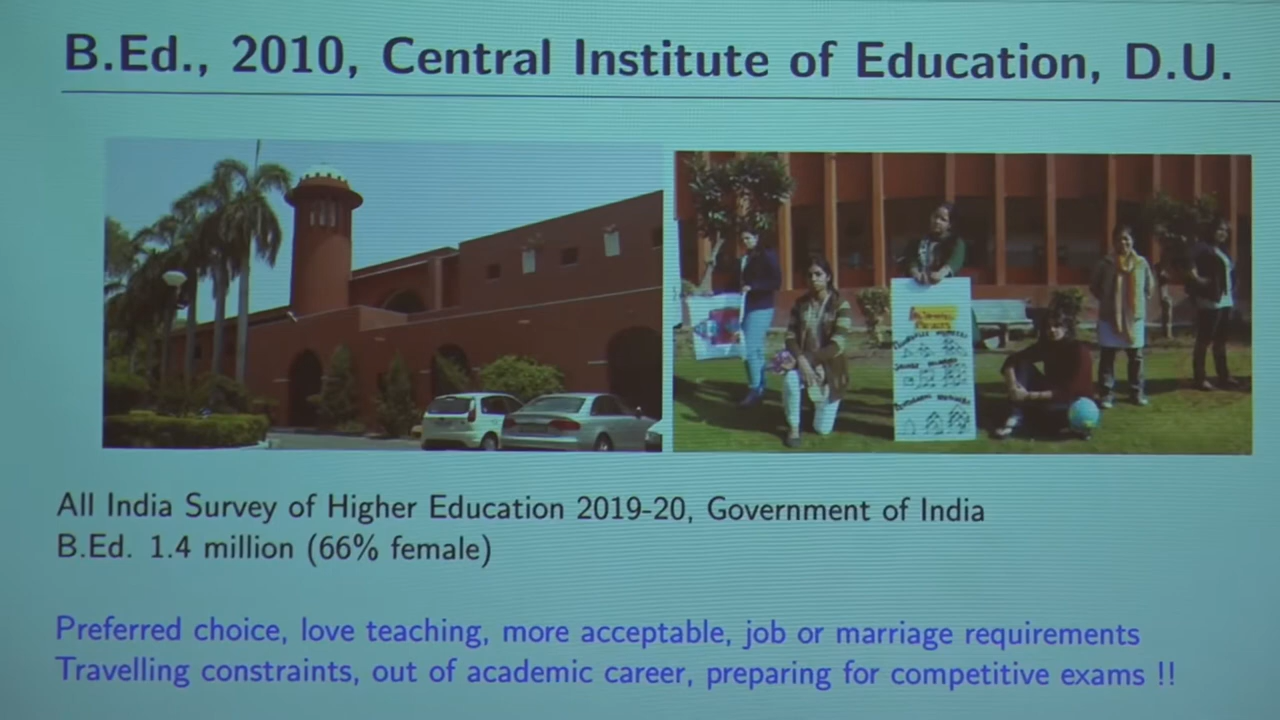 B.Ed., 2010, Central Institute of Education, D.U.
All India Survey of Higher Education 2019-20, Government of India
B.Ed. 1.4 million (66% female)
Preferred choice, love teaching, more acceptable, job or marriage requirements
Travelling constraints, out of academic career, preparing for competitive exams !!